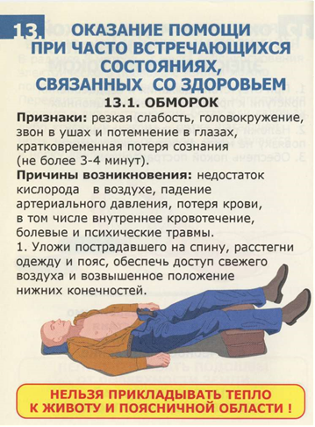 13.
ОКАЗАНИЕ ПОМОЩИ
ПРИ ЧАСТО ВСТРЕЧАЮЩИХСЯ
СОСТОЯНИЯХ,
СВЯЗАННЫХ СО ЗДОРОВЬЕМ
13.1. ОБМОРОК
Признаки: резкая слабость, головокружение,
звон в ушах и потемнение в глазах,
кратковременная потеря сознания
(не более 3-4 минут).
Причины возникновения: недостаток
кислорода в воздухе, падение
артериального давления, потеря крови,
в том числе внутреннее кровотечение,
болевые и психические травмы.
1. Уложи пострадавшего на спину, расстегни
одежду и пояс, обеспечь доступ свежего
воздуха и возвышенное положение
нижних конечностей.
НЕЛЬЗЯ ПРИКЛАДЫВАТЬ ТЕПЛО
К ЖИВОТУ И ПОЯСНИЧНОЙ ОБЛАСТИ !